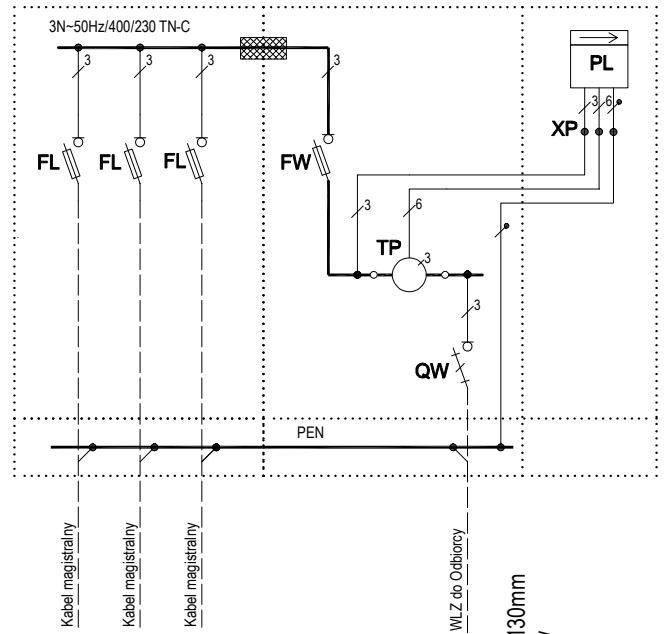 3N~50Hz/400/230 TN-C
3
3
3
3
PL
3
6
XP
FL
FL
FL
FW
3
6
TP
3
3
QW
PEN
Kabel magistralny
Kabel magistralny
Kabel magistralny
WLZ do Odbiorcy
130mm